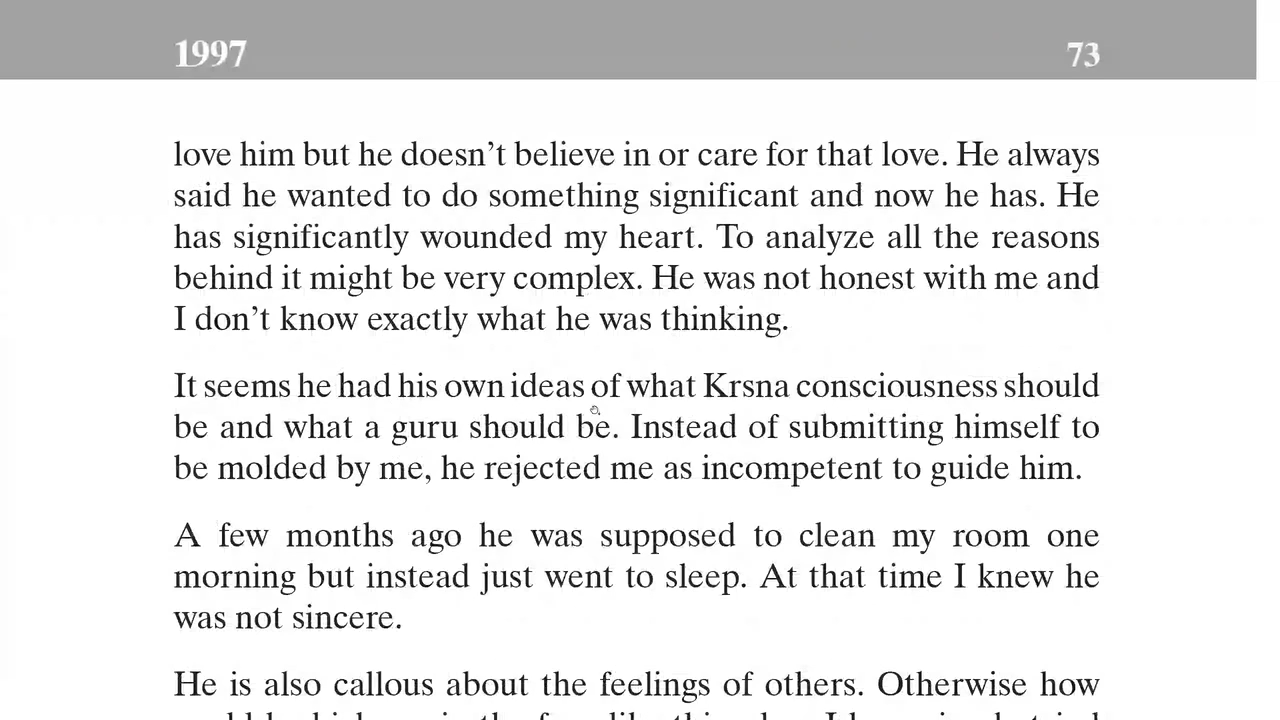 1997 73
love him but he doesn’t believe in or care for that love. He always
said he wanted to do something significant and now he has. He
has significantly wounded my heart. To analyze all the reasons
behind it might be very complex. He was not honest with me and
I don’t know exactly what he was thinking.
It seems he had his own ideas of what Krsna consciousness should
be and what a guru should be. Instead of submitting himself to
be molded by me, he rejected me as incompetent to guide him.
A few months ago he was supposed to clean my room one
morning but instead just went to sleep. At that time I knew he
was not sincere.
He is also callous about the feelings of others. Otherwise how